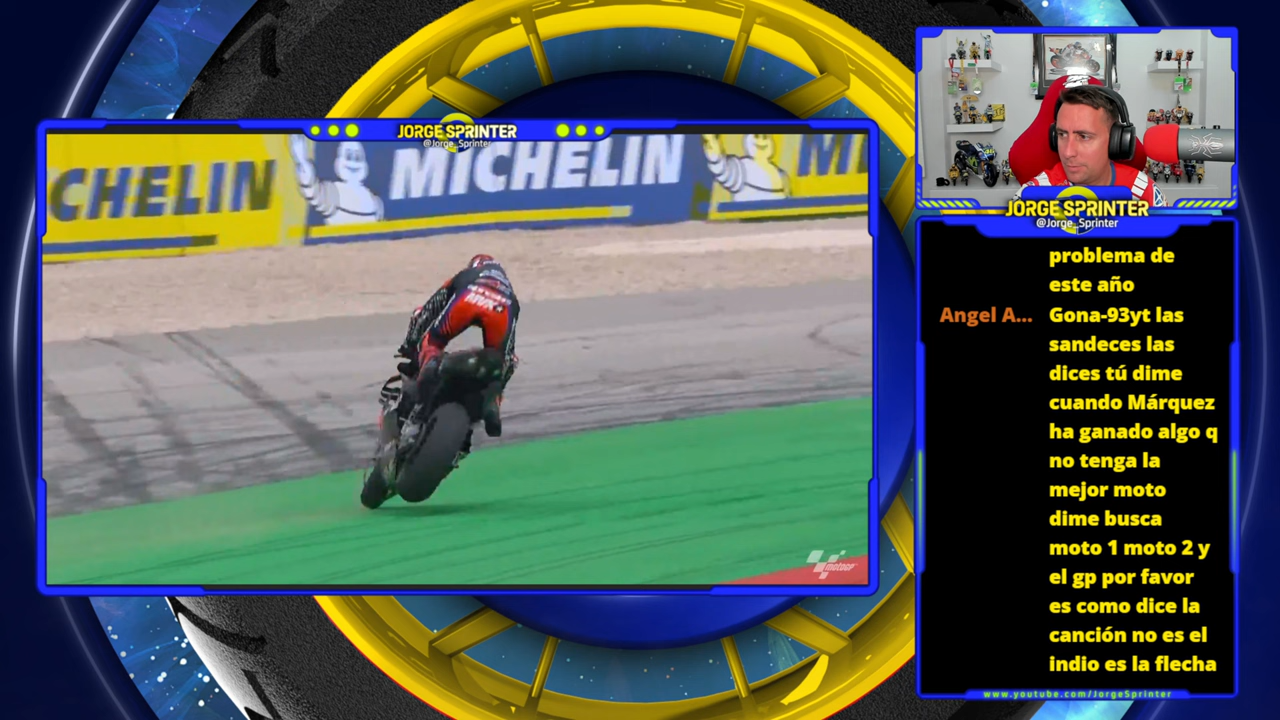 JORGE SPRINTER
@Jorge_Sprinter
CHELIN
MICHELIN
MI
motoGP
JORGE SPRINTER
@Jorge_Sprinter
problema de
este año
Angel A... Gona-93yt las
sandeces las
dices tú dime
cuando Márquez
ha ganado algo q
no tenga la
mejor moto
dime busca
moto 1 moto 2 y
el gp por favor
es como dice la
canción no es el
indio es la flecha
www.youtube.com/JorgeSprinter